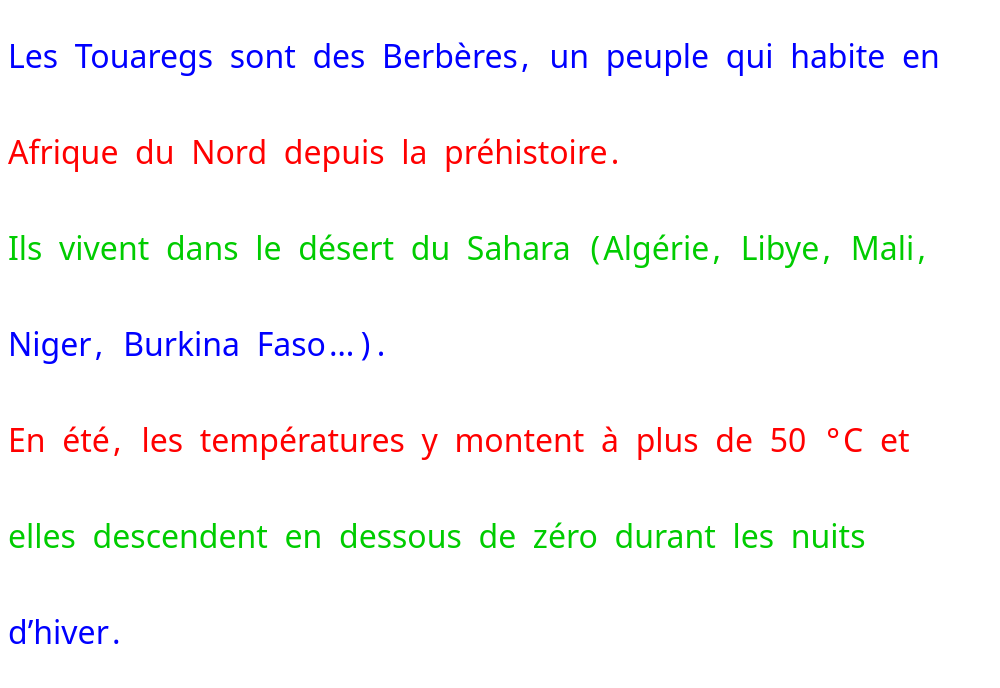 Les Touaregs sont des Berbères, un peuple qui habite en
Afrique du Nord depuis la préhistoire.
Ils vivent dans le désert du Sahara (Algérie, Libye, Mali,
Niger, Burkina Faso…).
En été, les températures y montent à plus de 50 °C et
elles descendent en dessous de zéro durant les nuits
d’hiver.